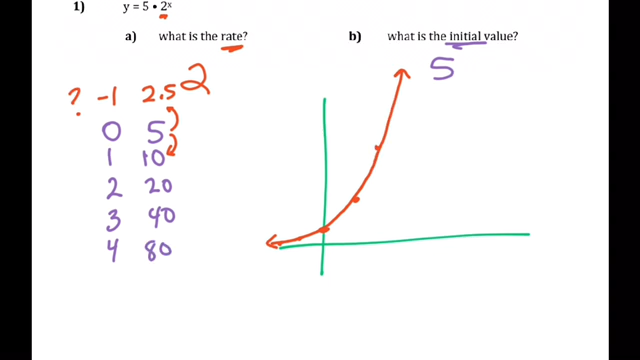 1) y = 5 • 2ˣ
a) what is the rate? b) what is the initial value?
2 5
? -1 2.5
0 5
1 10
2 20
3 40
4 80